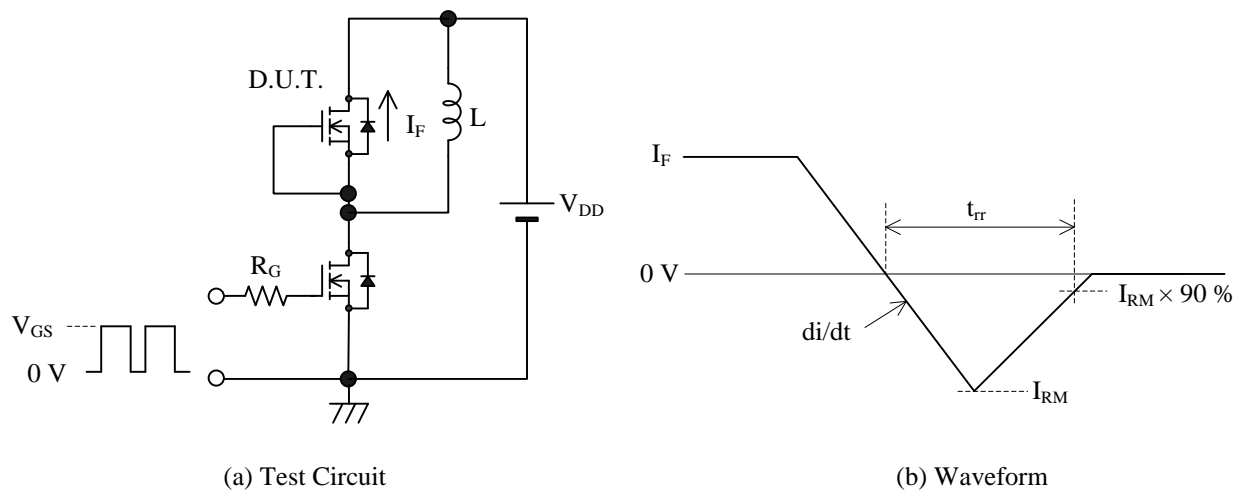 D.U.T.
I_F
L
V_DD
R_G
V_GS
0 V
(a) Test Circuit
I_F
t_rr
0 V
I_RM × 90 %
di/dt
I_RM
(b) Waveform